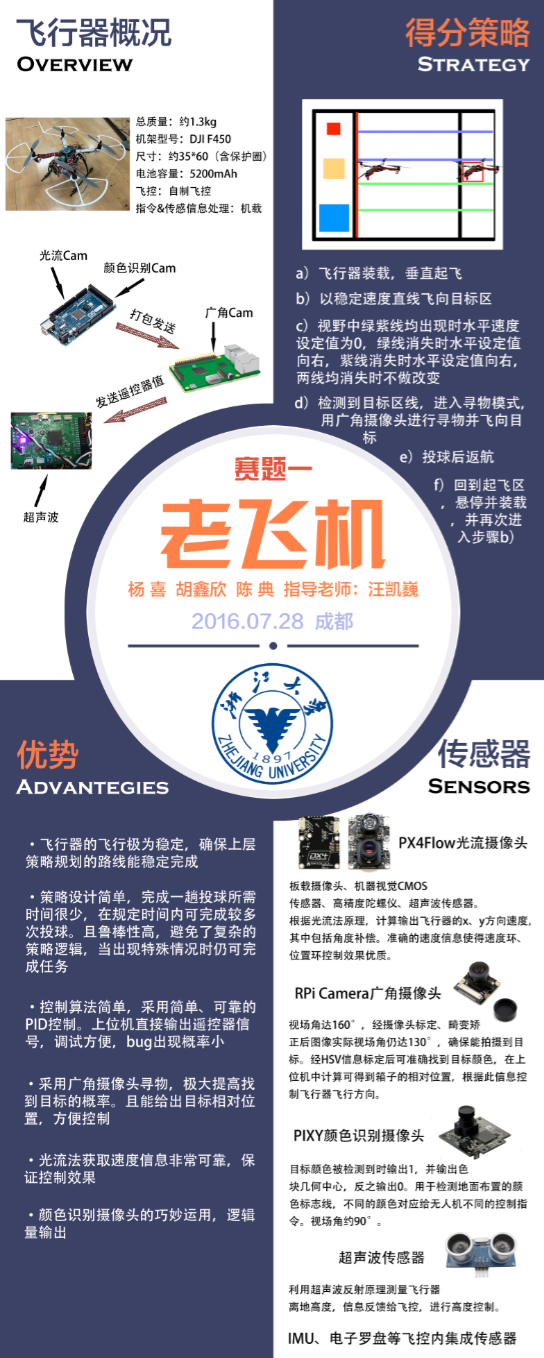 飞行器概况
OVERVIEW
总质量：约1.3kg
机架型号：DJI F450
尺寸：约35*60（含保护圈）
电池容量：5200mAh
飞控：自制飞控
指令&传感信息处理：机载
光流Cam
颜色识别Cam
打包发送
广角Cam
发送遥控器值
超声波
得分策略
STRATEGY
a）飞行器装载，垂直起飞
b）以稳定速度直线飞向目标区
c）视野中绿紫线均出现时水平速度
设定值为0，绿线消失时水平设定值
向右，紫线消失时水平设定值向右，
两线均消失时不做改变
d）检测到目标区线，进入寻物模式，
用广角摄像头进行寻物并飞向目
标
e）投球后返航
f）回到起飞区
，悬停并装载
，并再次进
入步骤b）
赛题一
老飞机
杨 喜 胡鑫欣 陈 典 指导老师：汪凯巍
2016.07.28 成都
浙江大学
1897
ZHEJIANG UNIVERSITY
优势
ADVANTEGIES
·飞行器的飞行极为稳定，确保上层
策略规划的路线能稳定完成
·策略设计简单，完成一趟投球所需
时间很少，在规定时间内可完成较多
次投球。且鲁棒性高，避免了复杂的
策略逻辑，当出现特殊情况时仍可完
成任务
·控制算法简单，采用简单、可靠的
PID控制。上位机直接输出遥控器信
号，调试方便，bug出现概率小
·采用广角摄像头寻物，极大提高找
到目标的概率。且能给出目标相对位
置，方便控制
·光流法获取速度信息非常可靠，保
证控制效果
·颜色识别摄像头的巧妙运用，逻辑
量输出
传感器
SENSORS
PX4Flow光流摄像头
板载摄像头、机器视觉CMOS
传感器、高精度陀螺仪、超声波传感器。
根据光流法原理，计算输出飞行器的x、y方向速度，
其中包括角度补偿。准确的速度信息使得速度环、
位置环控制效果优质。
RPi Camera广角摄像头
视场角达160°，经摄像头标定、畸变矫
正后图像实际视场角仍达130°，确保能拍摄到目
标。经HSV信息标定后可准确找到目标颜色，在上
位机中计算可得到箱子的相对位置，根据此信息控
制飞行器飞行方向。
PIXY颜色识别摄像头
目标颜色被检测到时输出1，并输出色
块几何中心，反之输出0。用于检测地面布置的颜
色标志线，不同的颜色对应给无人机不同的控制指
令。视场角约90°。
超声波传感器
利用超声波反射原理测量飞行器
离地高度，信息反馈给飞控，进行高度控制。
IMU、电子罗盘等飞控内集成传感器